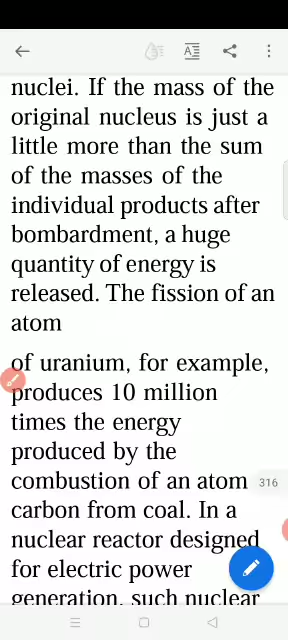 nuclei. If the mass of the
original nucleus is just a
little more than the sum
of the masses of the
individual products after
bombardment, a huge
quantity of energy is
released. The fission of an
atom
of uranium, for example,
produces 10 million
times the energy
produced by the
combustion of an atom
316
carbon from coal. In a
nuclear reactor designed
for electric power
generation, such nuclear